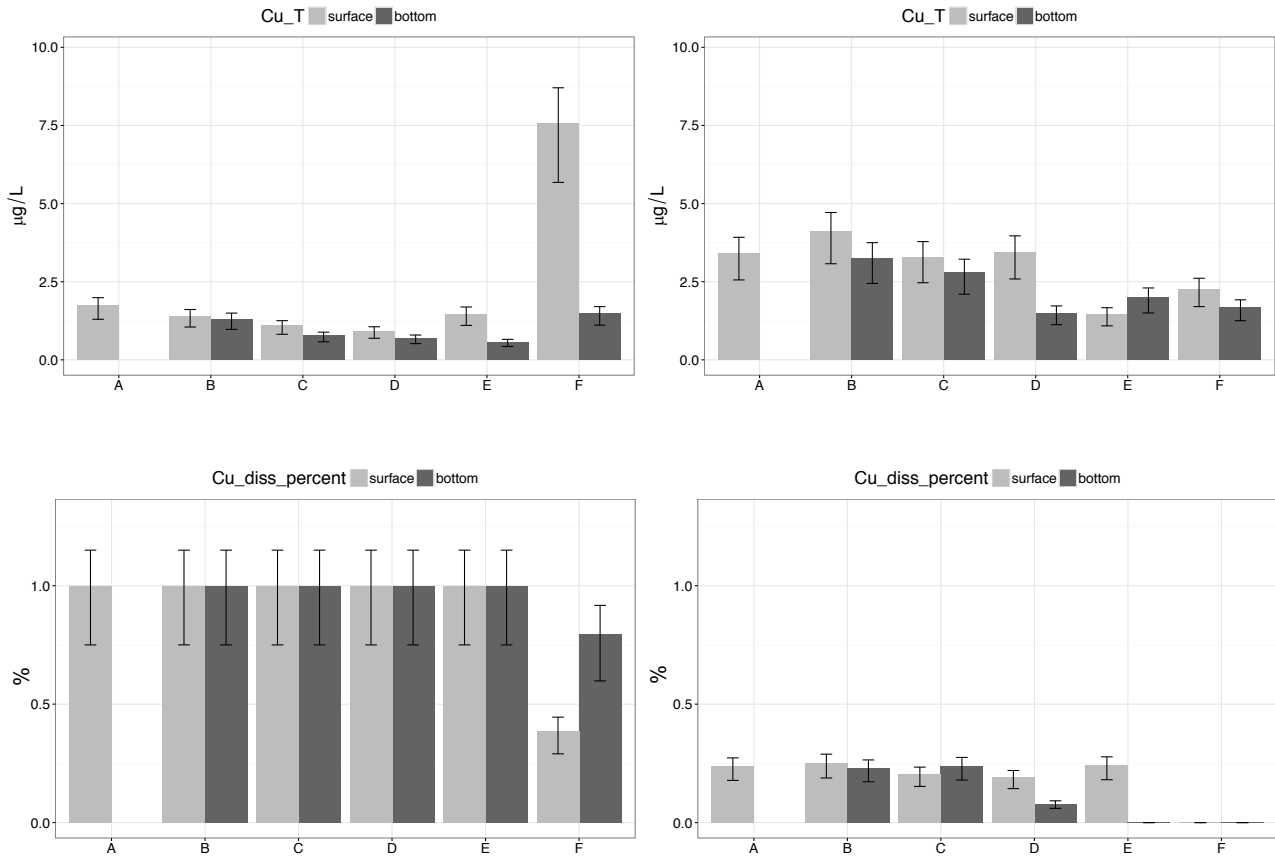 Cu_T surface bottom
10.0
7.5
5.0
2.5
0.0
µg/L
A B C D E F
Cu_T surface bottom
10.0
7.5
5.0
2.5
0.0
µg/L
A B C D E F
Cu_diss_percent surface bottom
1.0
0.5
0.0
%
A B C D E F
Cu_diss_percent surface bottom
1.0
0.5
0.0
%
A B C D E F